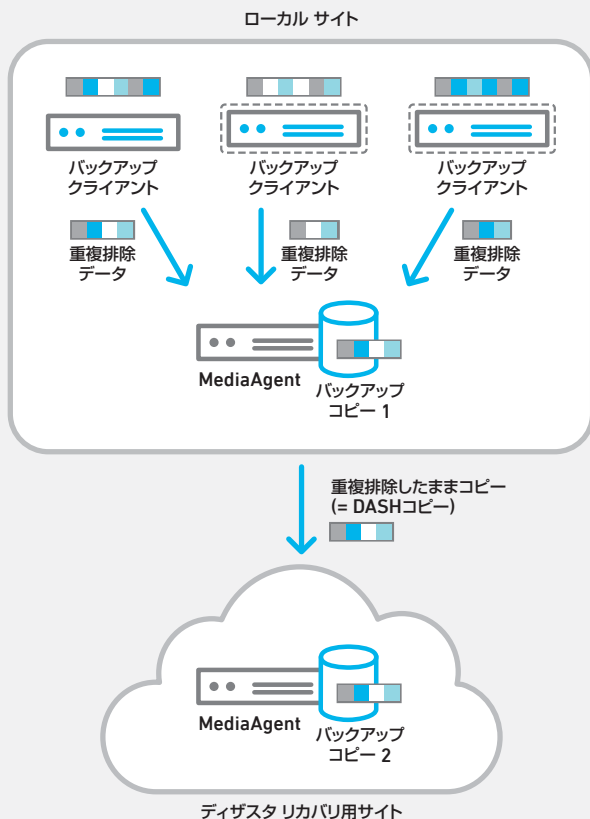 ローカル サイト
バックアップ
クライアント
バックアップ
クライアント
バックアップ
クライアント
重複排除
データ
重複排除
データ
重複排除
データ
MediaAgent
バックアップ
コピー 1
重複排除したままコピー
(= DASHコピー)
MediaAgent
バックアップ
コピー 2
ディザスタ リカバリ用サイト